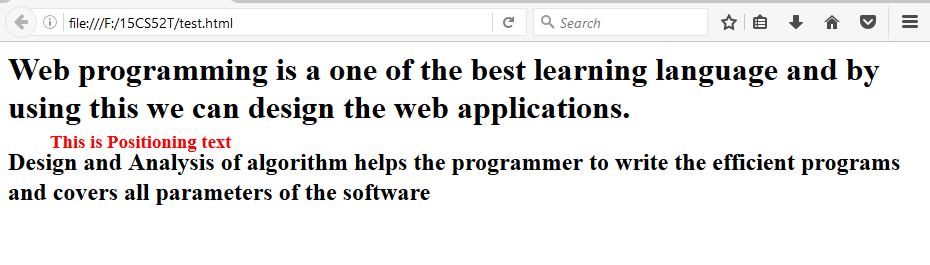 file:///F:/15CS52T/test.html
Search
Web programming is a one of the best learning language and by
using this we can design the web applications.
This is Positioning text
Design and Analysis of algorithm helps the programmer to write the efficient programs
and covers all parameters of the software